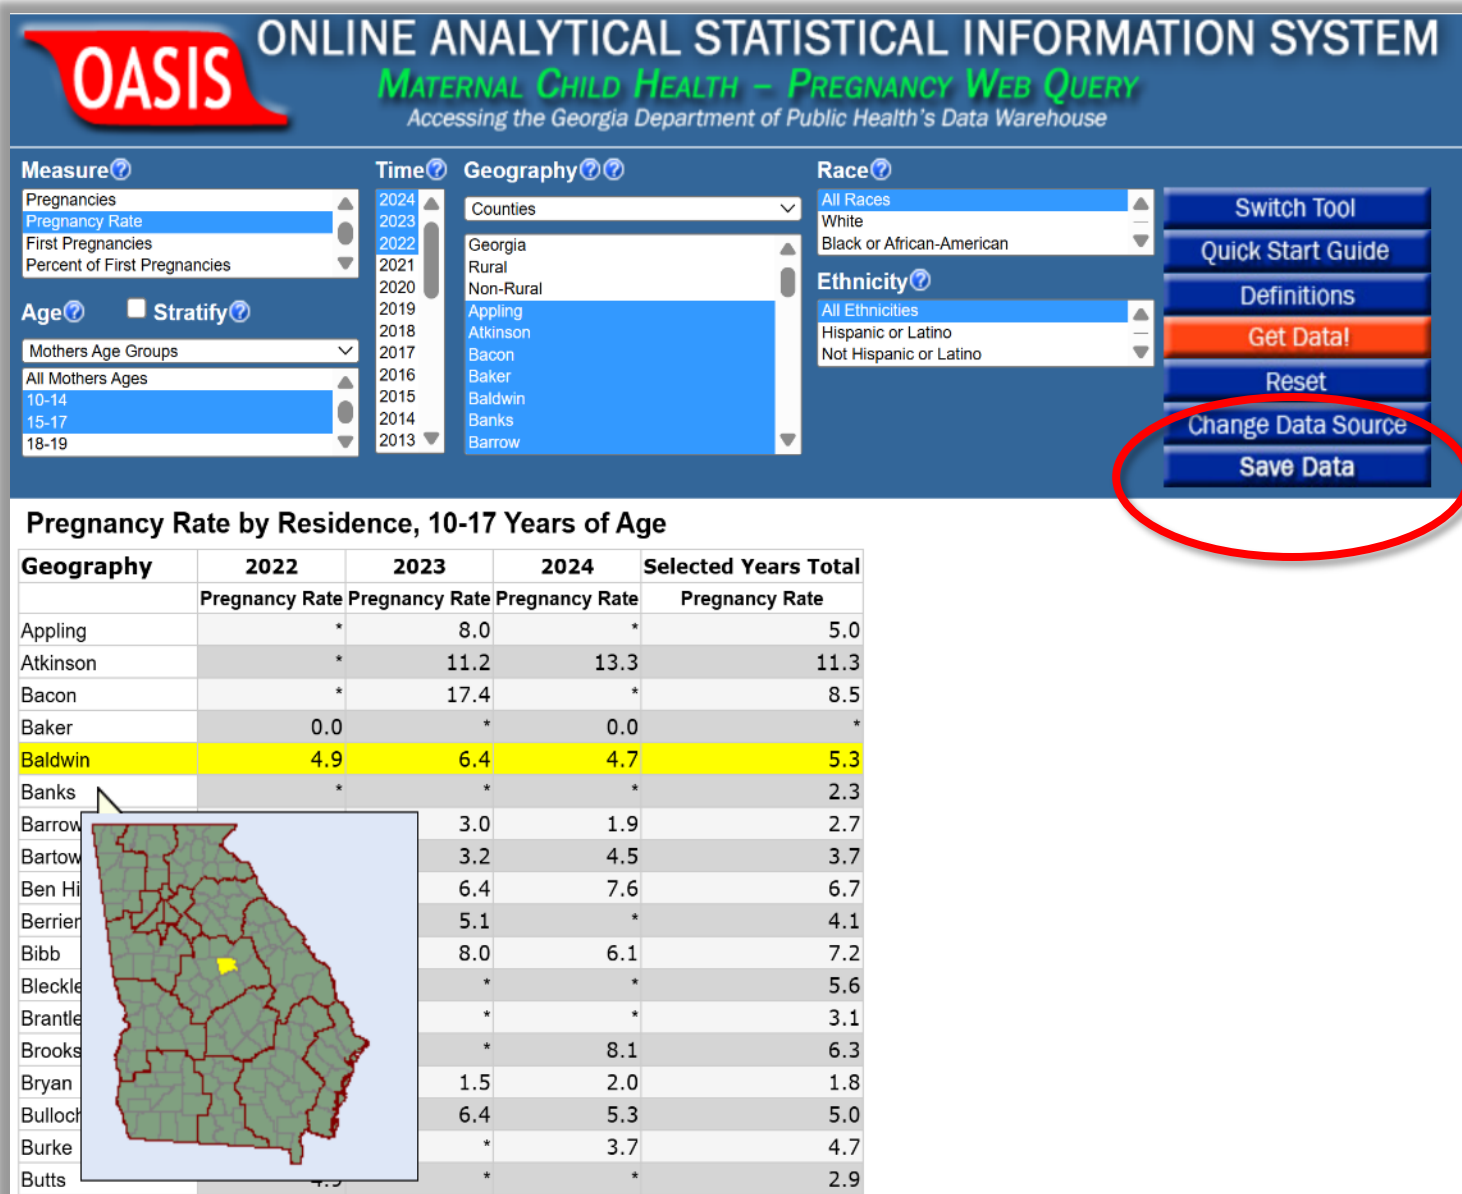 OASIS
ONLINE ANALYTICAL STATISTICAL INFORMATION SYSTEM
MATERNAL CHILD HEALTH – PREGNANCY WEB QUERY
Accessing the Georgia Department of Public Health's Data Warehouse
Measure
Pregnancies
Pregnancy Rate
First Pregnancies
Percent of First Pregnancies
Age Stratify
Mothers Age Groups
All Mothers Ages
10-14
15-17
18-19
Time
2024
2023
2022
2021
2020
2019
2018
2017
2016
2015
2014
2013
Geography
Counties
Georgia
Rural
Non-Rural
Appling
Atkinson
Bacon
Baker
Baldwin
Banks
Barrow
Race
All Races
White
Black or African-American
Ethnicity
All Ethnicities
Hispanic or Latino
Not Hispanic or Latino
Switch Tool
Quick Start Guide
Definitions
Get Data!
Reset
Change Data Source
Save Data
Pregnancy Rate by Residence, 10-17 Years of Age
Geography 2022 2023 2024 Selected Years Total
Pregnancy Rate Pregnancy Rate Pregnancy Rate Pregnancy Rate
Appling * 8.0 * 5.0
Atkinson * 11.2 13.3 11.3
Bacon * 17.4 * 8.5
Baker 0.0 * 0.0 *
Baldwin 4.9 6.4 4.7 5.3
Banks * * * 2.3
Barrow 3.0 1.9 2.7
Bartow 3.2 4.5 3.7
Ben Hi 6.4 7.6 6.7
Berrier 5.1 * 4.1
Bibb 8.0 6.1 7.2
Bleckle * * 5.6
Brantle * * 3.1
Brooks * 8.1 6.3
Bryan 1.5 2.0 1.8
Bulloch 6.4 5.3 5.0
Burke * 3.7 4.7
Butts * * 2.9